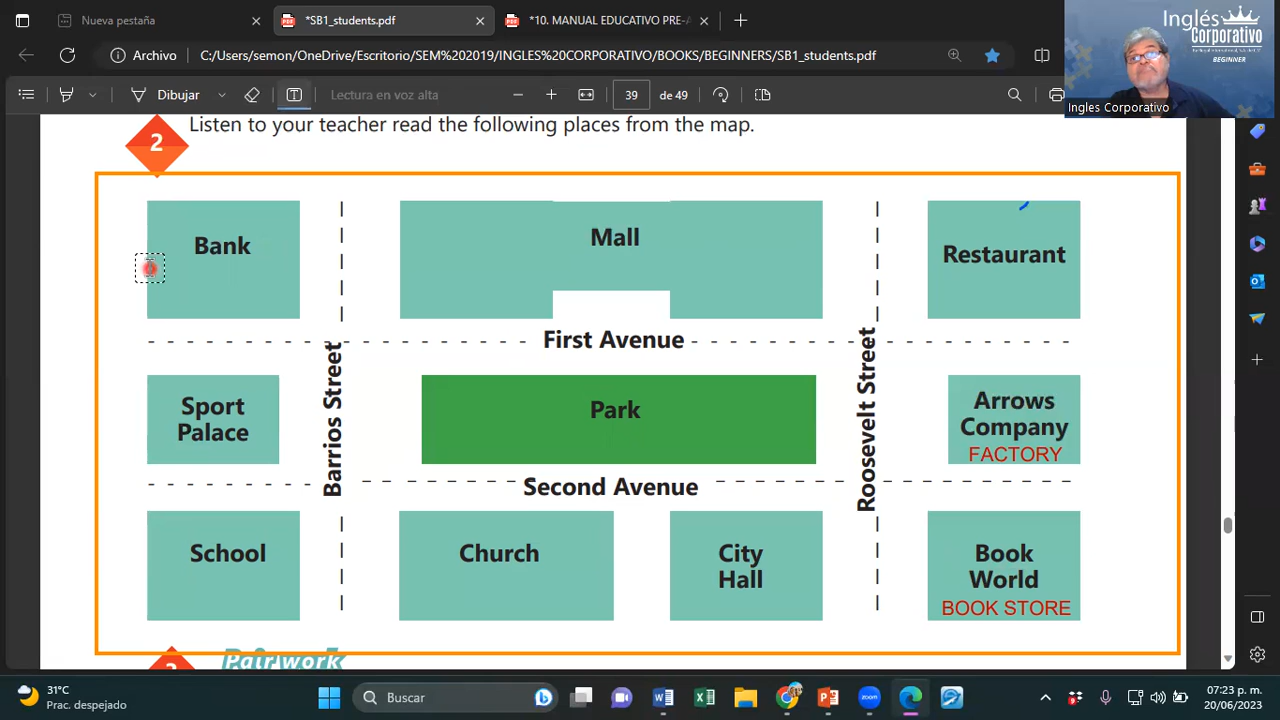 Nueva pestaña
*SB1_students.pdf
*10. MANUAL EDUCATIVO PRE-A
Archivo
C:/Users/semon/OneDrive/Escritorio/SEM%202019/INGLES%20CORPORATIVO/BOOKS/BEGINNERS/SB1_students.pdf
Dibujar
Lectura en voz alta
39
de 49
Inglés
Corporativo
BEGINNER
Ingles Corporativo
2
Listen to your teacher read the following places from the map.
Bank
Mall
Restaurant
First Avenue
Barrios Street
Roosevelt Street
Sport
Palace
Park
Arrows
Company
FACTORY
Second Avenue
School
Church
City
Hall
Book
World
BOOK STORE
3
Pair work
31°C
Prac. despejado
Buscar
07:23 p. m.
20/06/2023